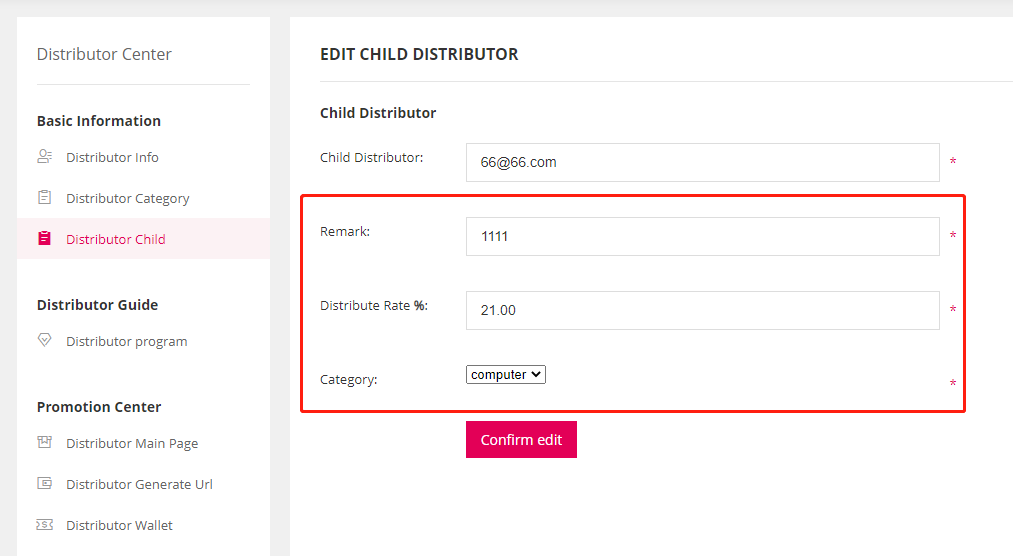 Distributor Center
Basic Information
Distributor Info
Distributor Category
Distributor Child
Distributor Guide
Distributor program
Promotion Center
Distributor Main Page
Distributor Generate Url
Distributor Wallet
EDIT CHILD DISTRIBUTOR
Child Distributor
Child Distributor: 66@66.com *
Remark: 1111 *
Distribute Rate %: 21.00 *
Category: computer *
Confirm edit